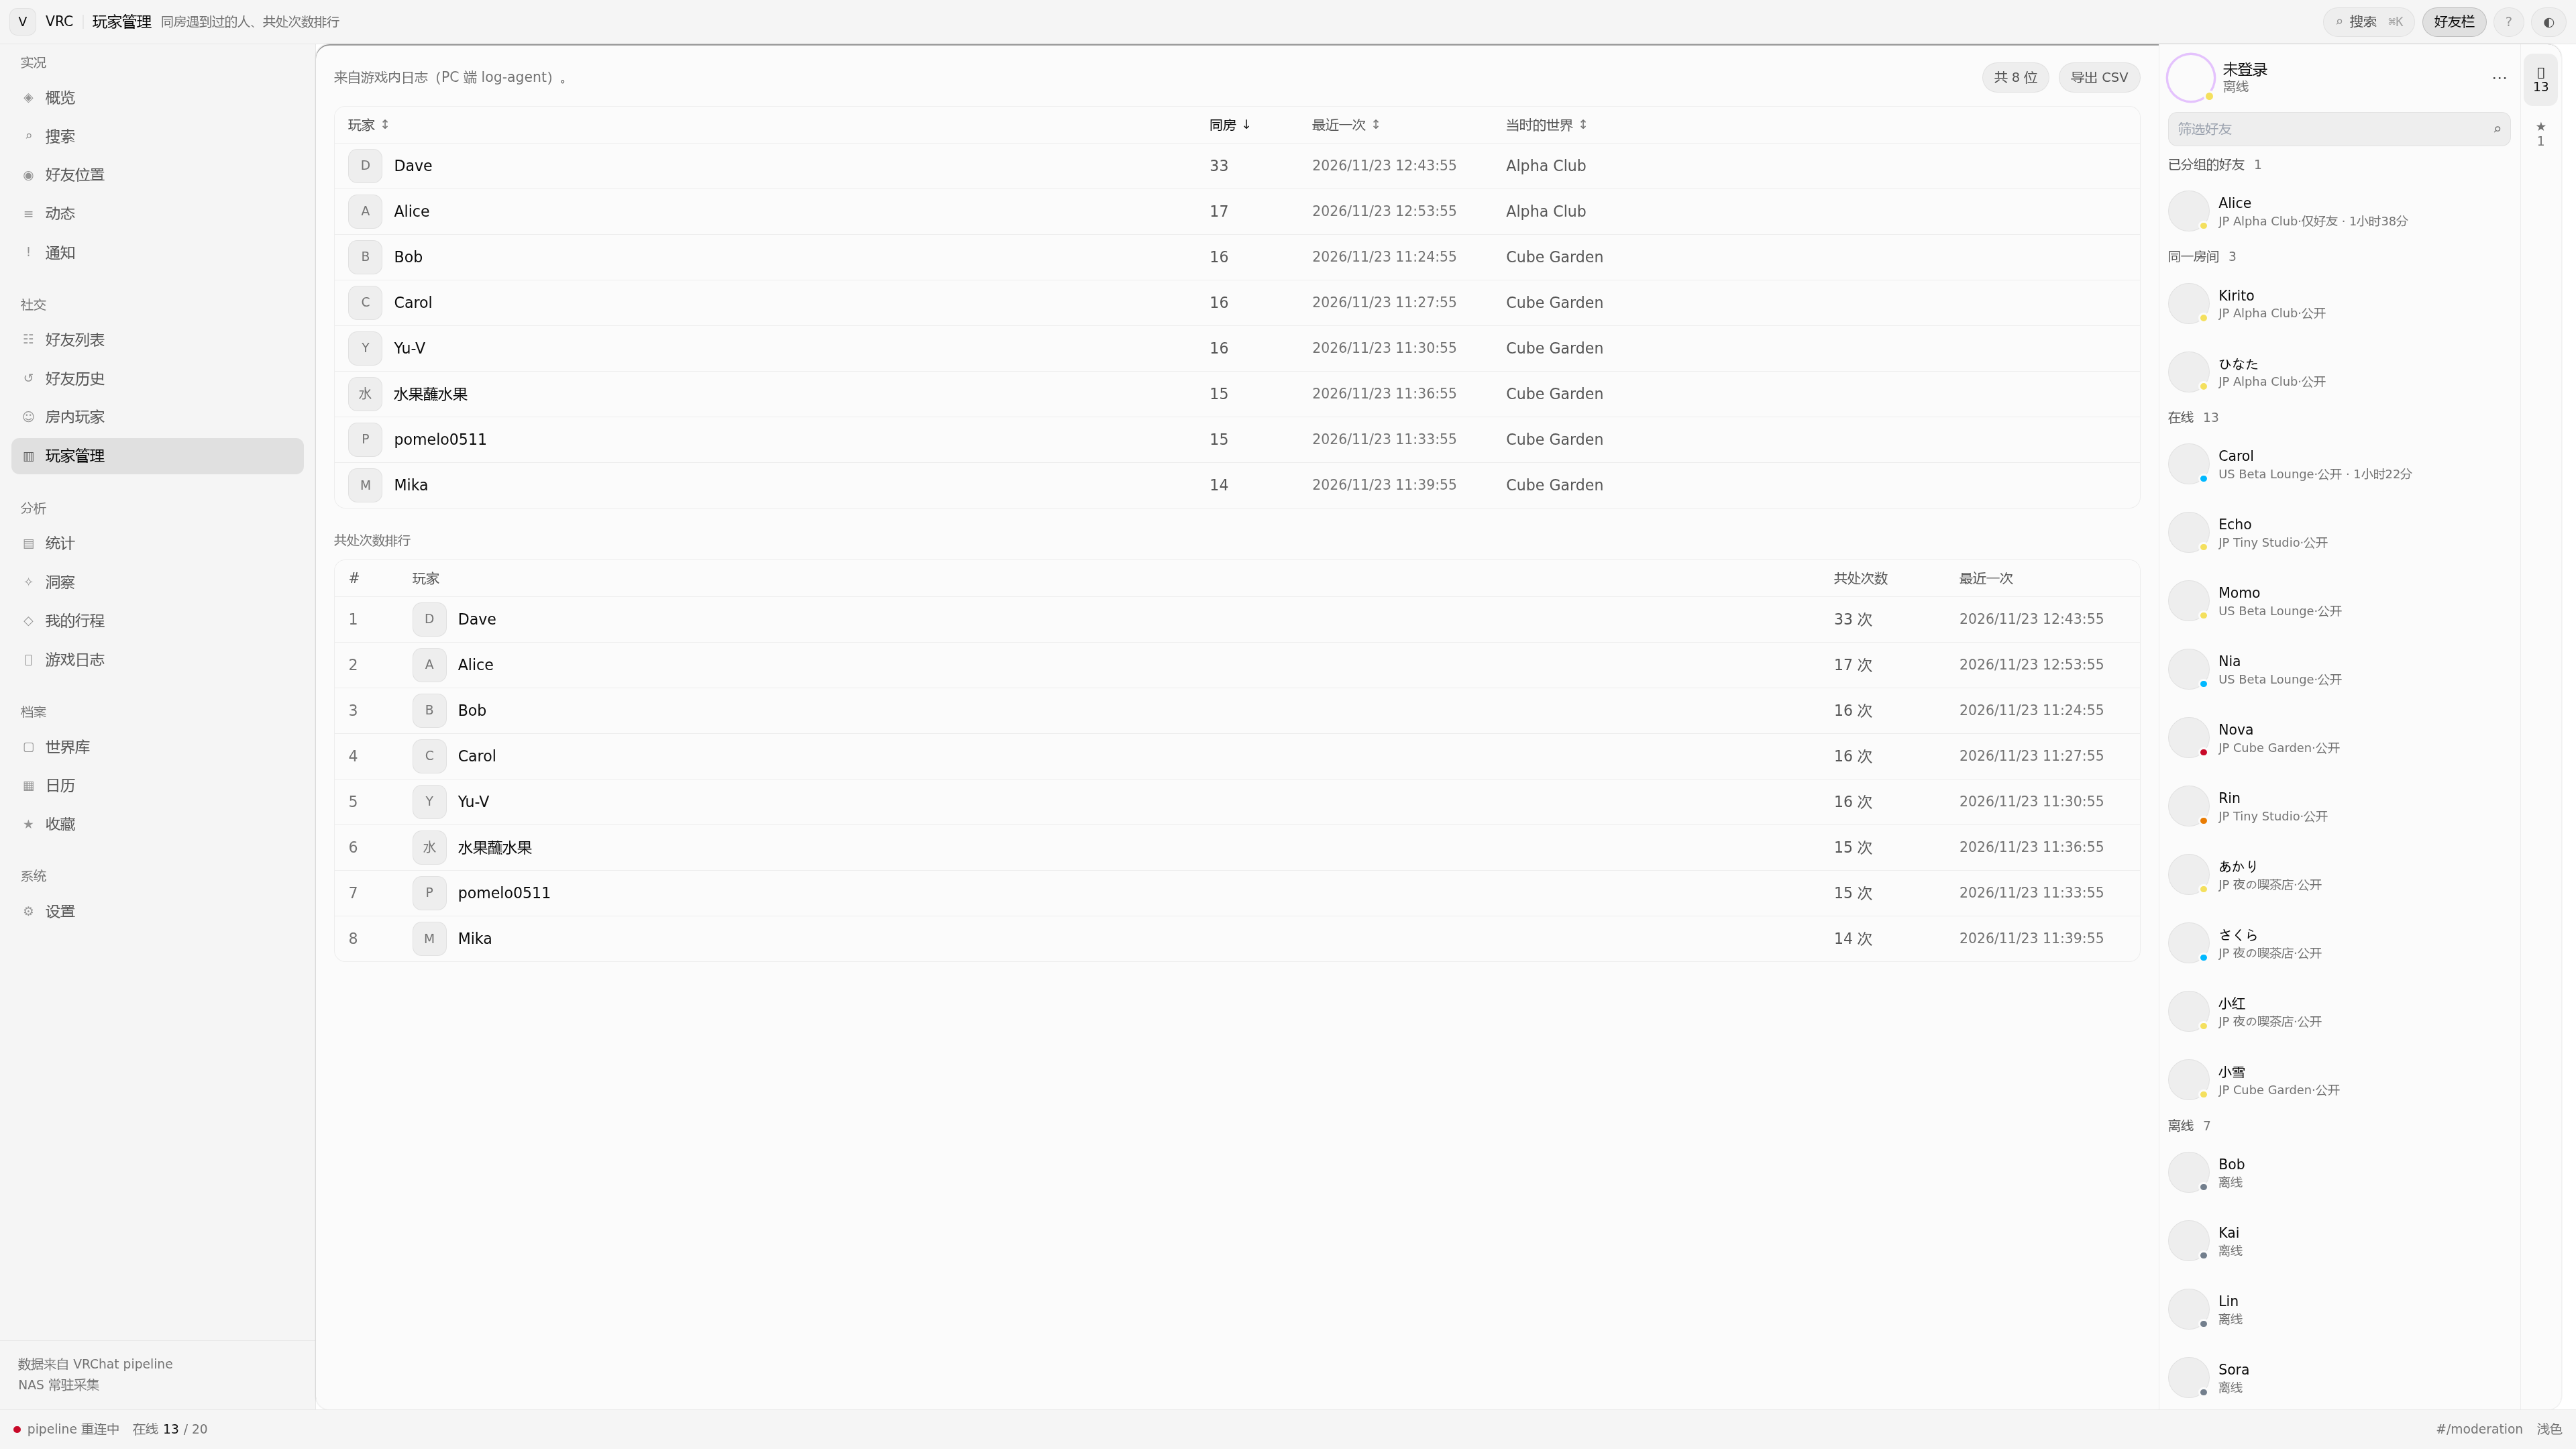 V VRC 玩家管理 同房遇到过的人、共处次数排行
搜索 ⌘K 好友栏 ?
实况
概览
搜索
好友位置
动态
通知
社交
好友列表
好友历史
房内玩家
玩家管理
分析
统计
洞察
我的行程
游戏日志
档案
世界库
日历
收藏
系统
设置
数据来自 VRChat pipeline
NAS 常驻采集
来自游戏内日志（PC 端 log-agent）。 共 8 位 导出 CSV
玩家 ↕ 同房 ↓ 最近一次 ↕ 当时的世界 ↕
D Dave 33 2026/11/23 12:43:55 Alpha Club
A Alice 17 2026/11/23 12:53:55 Alpha Club
B Bob 16 2026/11/23 11:24:55 Cube Garden
C Carol 16 2026/11/23 11:27:55 Cube Garden
Y Yu-V 16 2026/11/23 11:30:55 Cube Garden
水 水果蘸水果 15 2026/11/23 11:36:55 Cube Garden
P pomelo0511 15 2026/11/23 11:33:55 Cube Garden
M Mika 14 2026/11/23 11:39:55 Cube Garden
共处次数排行
# 玩家 共处次数 最近一次
1 D Dave 33 次 2026/11/23 12:43:55
2 A Alice 17 次 2026/11/23 12:53:55
3 B Bob 16 次 2026/11/23 11:24:55
4 C Carol 16 次 2026/11/23 11:27:55
5 Y Yu-V 16 次 2026/11/23 11:30:55
6 水 水果蘸水果 15 次 2026/11/23 11:36:55
7 P pomelo0511 15 次 2026/11/23 11:33:55
8 M Mika 14 次 2026/11/23 11:39:55
未登录 ...
离线
筛选好友
已分组的好友 1
Alice
JP Alpha Club·仅好友 · 1小时38分
同一房间 3
Kirito
JP Alpha Club·公开
ひなた
JP Alpha Club·公开
在线 13
Carol
US Beta Lounge·公开 · 1小时22分
Echo
JP Tiny Studio·公开
Momo
US Beta Lounge·公开
Nia
US Beta Lounge·公开
Nova
JP Cube Garden·公开
Rin
JP Tiny Studio·公开
あかり
JP 夜の喫茶店·公开
さくら
JP 夜の喫茶店·公开
小红
JP 夜の喫茶店·公开
小雪
JP Cube Garden·公开
离线 7
Bob
离线
Kai
离线
Lin
离线
Sora
离线
13
★
1
pipeline 重连中 在线 13 / 20
#/moderation 浅色